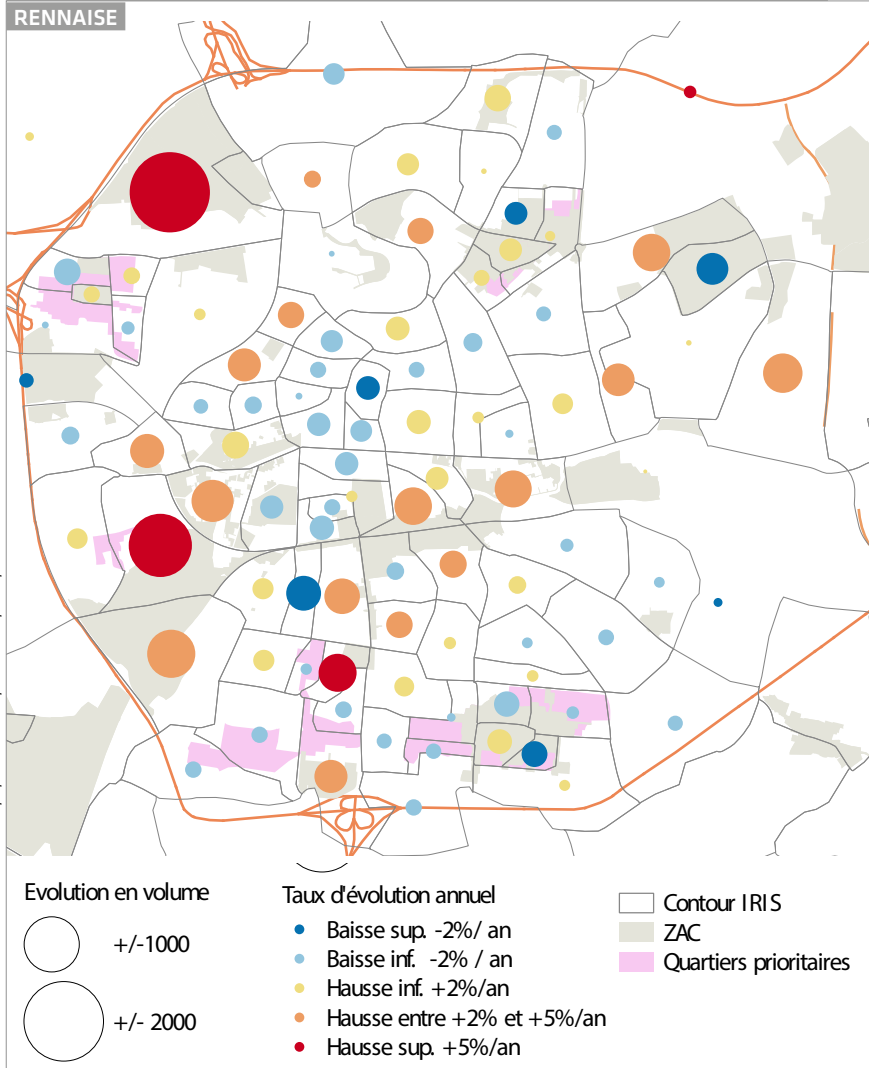 RENNAISE
Evolution en volume
+/-1000
+/- 2000
Taux d'évolution annuel
Baisse sup. -2%/ an
Baisse inf. -2% / an
Hausse inf. +2%/an
Hausse entre +2% et +5%/an
Hausse sup. +5%/an
Contour IRIS
ZAC
Quartiers prioritaires